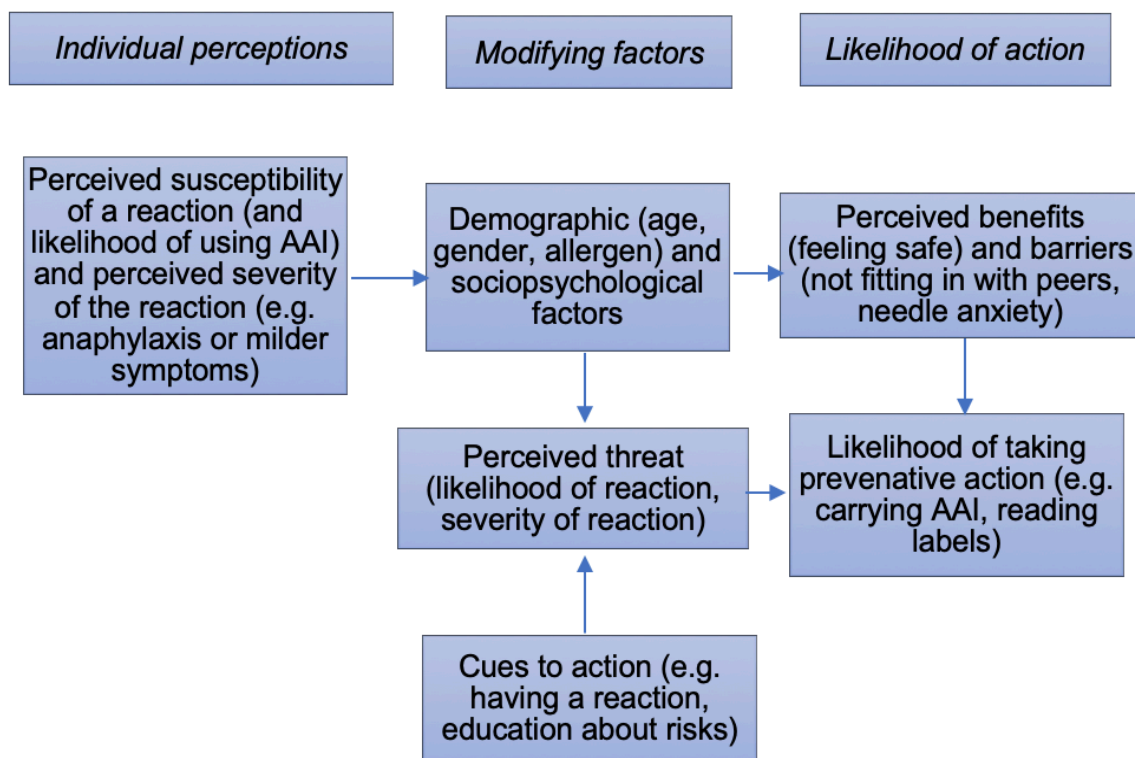 Individual perceptions
Modifying factors
Likelihood of action
Perceived susceptibility
of a reaction (and
likelihood of using AAI)
and perceived severity
of the reaction (e.g.
anaphylaxis or milder
symptoms)
Demographic (age,
gender, allergen) and
sociopsychological
factors
Perceived benefits
(feeling safe) and barriers
(not fitting in with peers,
needle anxiety)
Perceived threat
(likelihood of reaction,
severity of reaction)
Likelihood of taking
prevenative action (e.g.
carrying AAI, reading
labels)
Cues to action (e.g.
having a reaction,
education about risks)